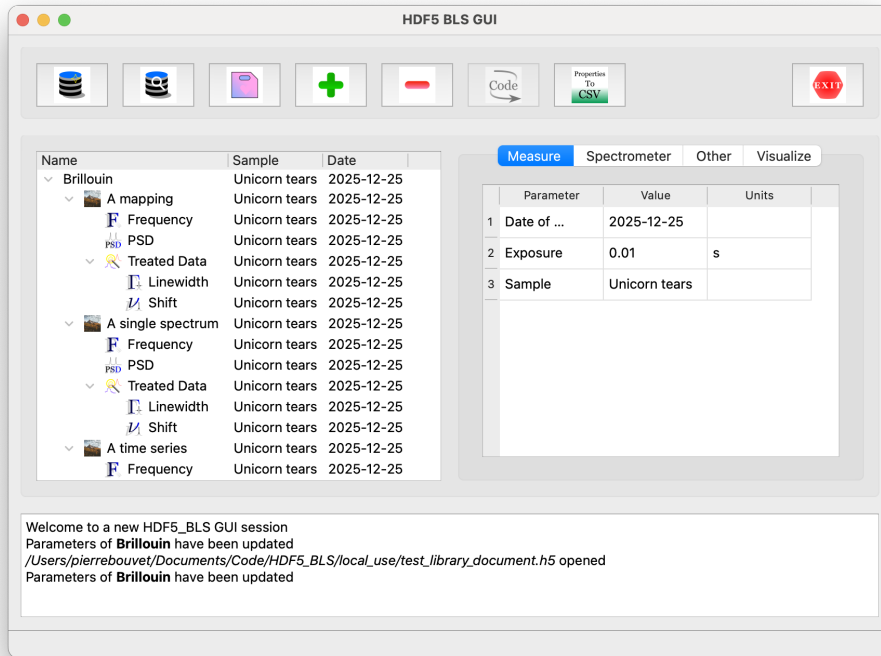 HDF5 BLS GUI
Code
Properties
To
CSV
EXIT
Name Sample Date
Brillouin Unicorn tears 2025-12-25
A mapping Unicorn tears 2025-12-25
F Frequency Unicorn tears 2025-12-25
PSD PSD Unicorn tears 2025-12-25
Treated Data Unicorn tears 2025-12-25
Γ Linewidth Unicorn tears 2025-12-25
ν Shift Unicorn tears 2025-12-25
A single spectrum Unicorn tears 2025-12-25
F Frequency Unicorn tears 2025-12-25
PSD PSD Unicorn tears 2025-12-25
Treated Data Unicorn tears 2025-12-25
Γ Linewidth Unicorn tears 2025-12-25
ν Shift Unicorn tears 2025-12-25
A time series Unicorn tears 2025-12-25
F Frequency Unicorn tears 2025-12-25
Measure Spectrometer Other Visualize
Parameter Value Units
1 Date of ... 2025-12-25
2 Exposure 0.01 s
3 Sample Unicorn tears
Welcome to a new HDF5_BLS GUI session
Parameters of Brillouin have been updated
/Users/pierrebouvet/Documents/Code/HDF5_BLS/local_use/test_library_document.h5 opened
Parameters of Brillouin have been updated